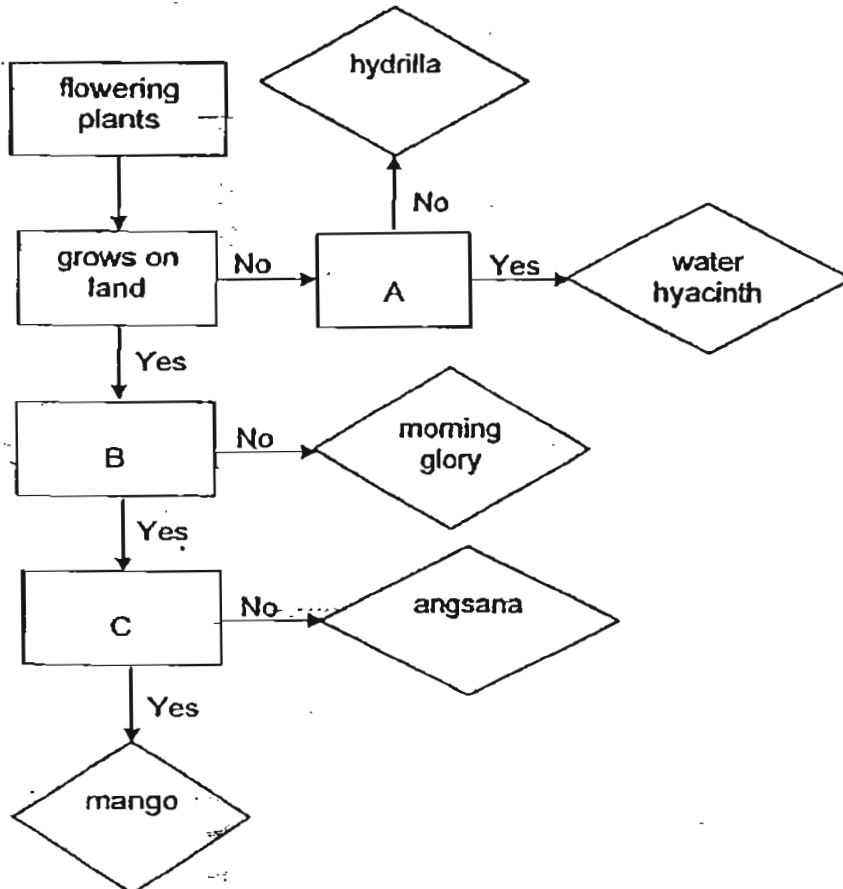 hydrilla
flowering
plants
No
grows on
land
No
A
Yes
water
hyacinth
Yes
B
No
morning
glory
Yes
C
No
angsana
Yes
mango